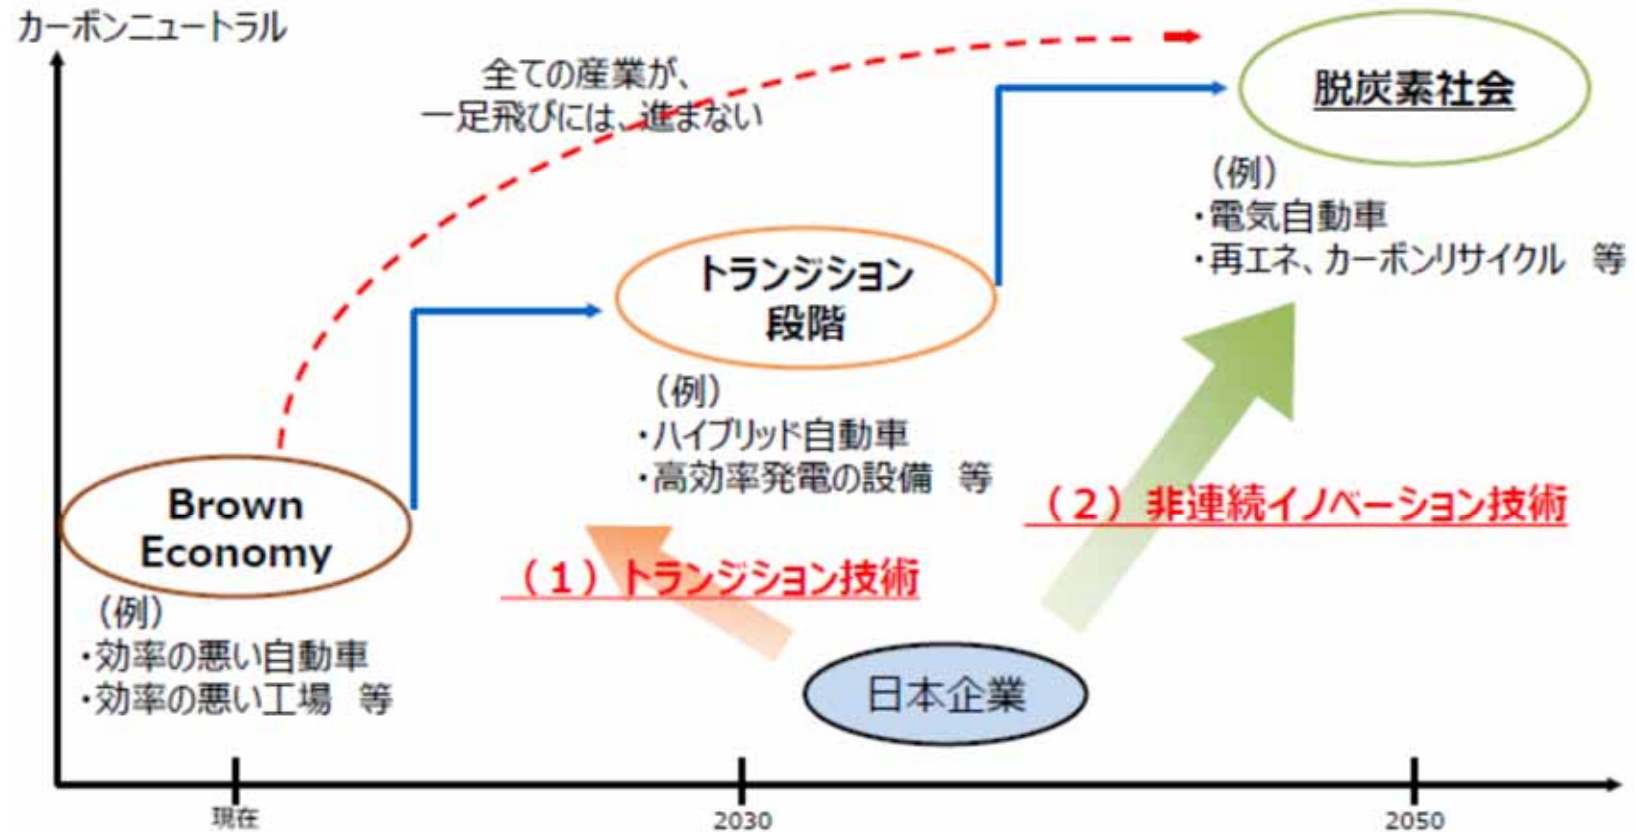 カーボンニュートラル
全ての産業が、
一足飛びには、進まない
脱炭素社会
（例）
・電気自動車
・再エネ、カーボンリサイクル 等
トランジション
段階
（例）
・ハイブリッド自動車
・高効率発電の設備 等
Brown
Economy
（例）
・効率の悪い自動車
・効率の悪い工場 等
（１）トランジション技術
（２）非連続イノベーション技術
日本企業
現在
2030
2050